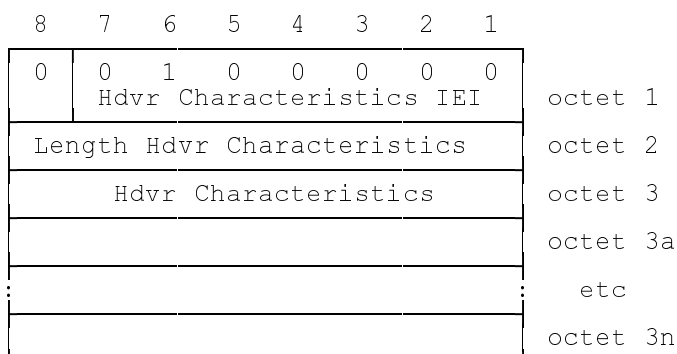 8 7 6 5 4 3 2 1
0 0 1 0 0 0 0 0
Hdvr Characteristics IEI octet 1
Length Hdvr Characteristics octet 2
Hdvr Characteristics octet 3
octet 3a
: : etc
octet 3n